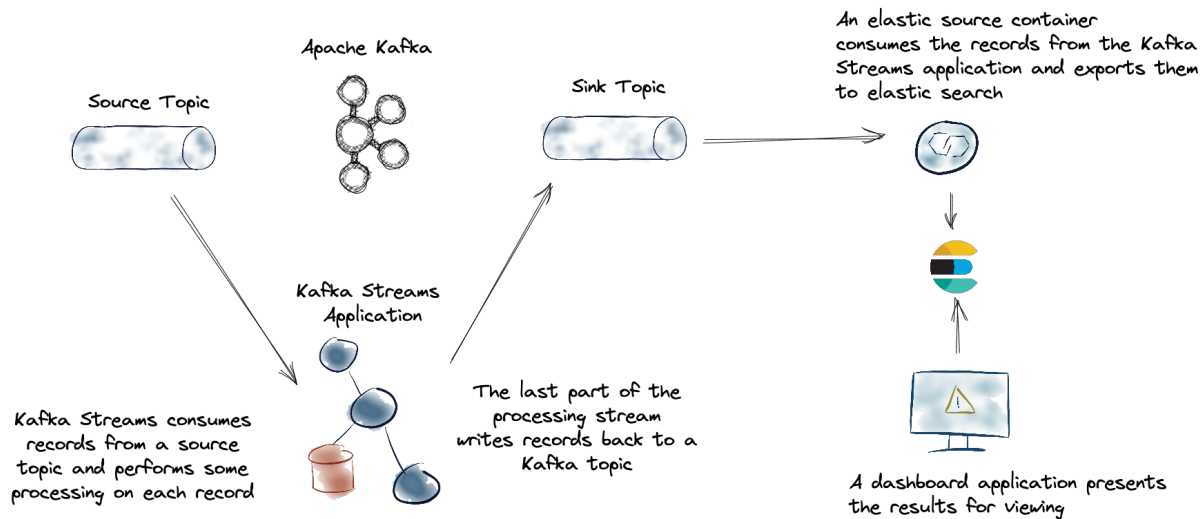 Apache Kafka
Source Topic
Sink Topic
An elastic source container
consumes the records from the Kafka
Streams application and exports them
to elastic search
Kafka Streams
Application
Kafka Streams consumes
records from a source
topic and performs some
processing on each record
The last part of the
processing stream
writes records back to a
Kafka topic
!
A dashboard application presents
the results for viewing